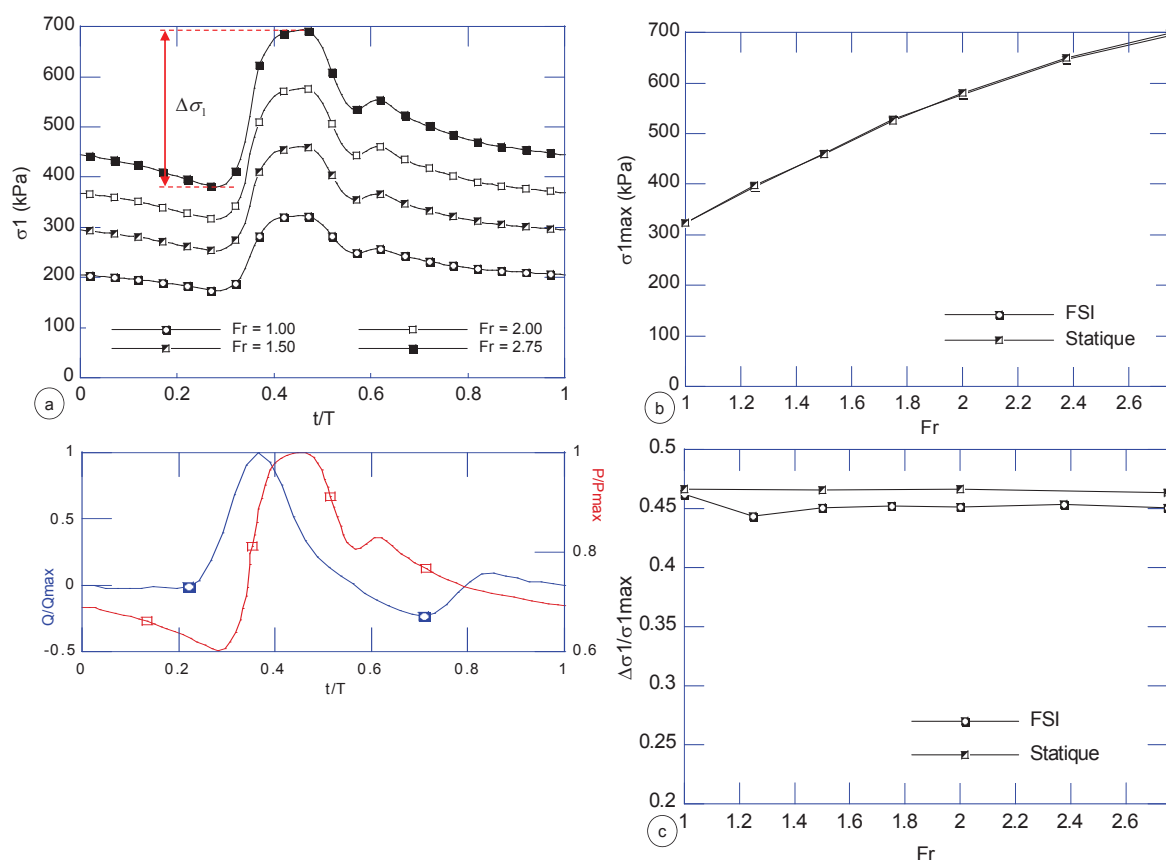 700
600
500
400
300
200
100
0
σ1 (kPa)
Δσ₁
Fr = 1.00
Fr = 2.00
Fr = 1.50
Fr = 2.75
0
0.2
0.4
0.6
0.8
1
t/T
a
700
600
500
400
300
200
100
0
σ1max (kPa)
FSI
Statique
1
1.2
1.4
1.6
1.8
2
2.2
2.4
2.6
Fr
b
1
0.5
0
-0.5
Q/Qmax
1
0.8
0.6
P/Pmax
0
0.2
0.4
0.6
0.8
1
t/T
0.5
0.45
0.4
0.35
0.3
0.25
0.2
Δσ1/σ1max
FSI
Statique
1
1.2
1.4
1.6
1.8
2
2.2
2.4
2.6
Fr
c